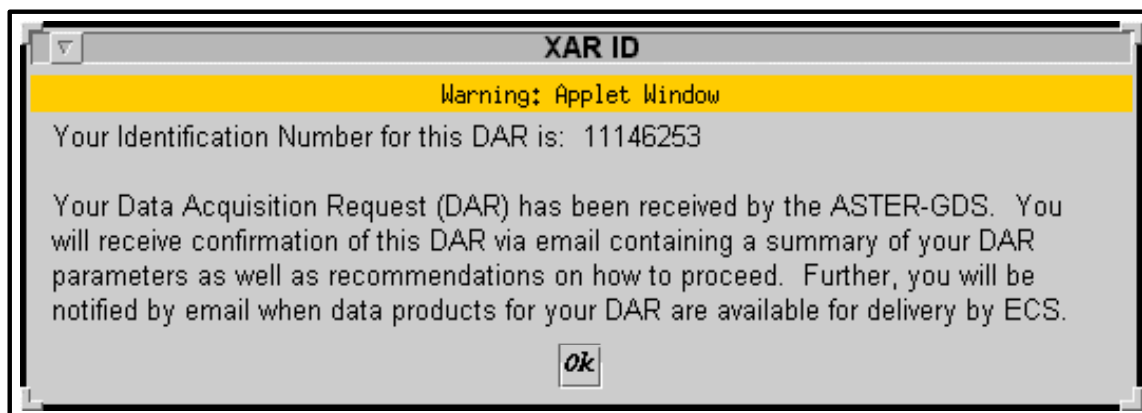 XAR ID
Warning: Applet Window
Your Identification Number for this DAR is: 11146253
Your Data Acquisition Request (DAR) has been received by the ASTER-GDS. You
will receive confirmation of this DAR via email containing a summary of your DAR
parameters as well as recommendations on how to proceed. Further, you will be
notified by email when data products for your DAR are available for delivery by ECS.
Ok